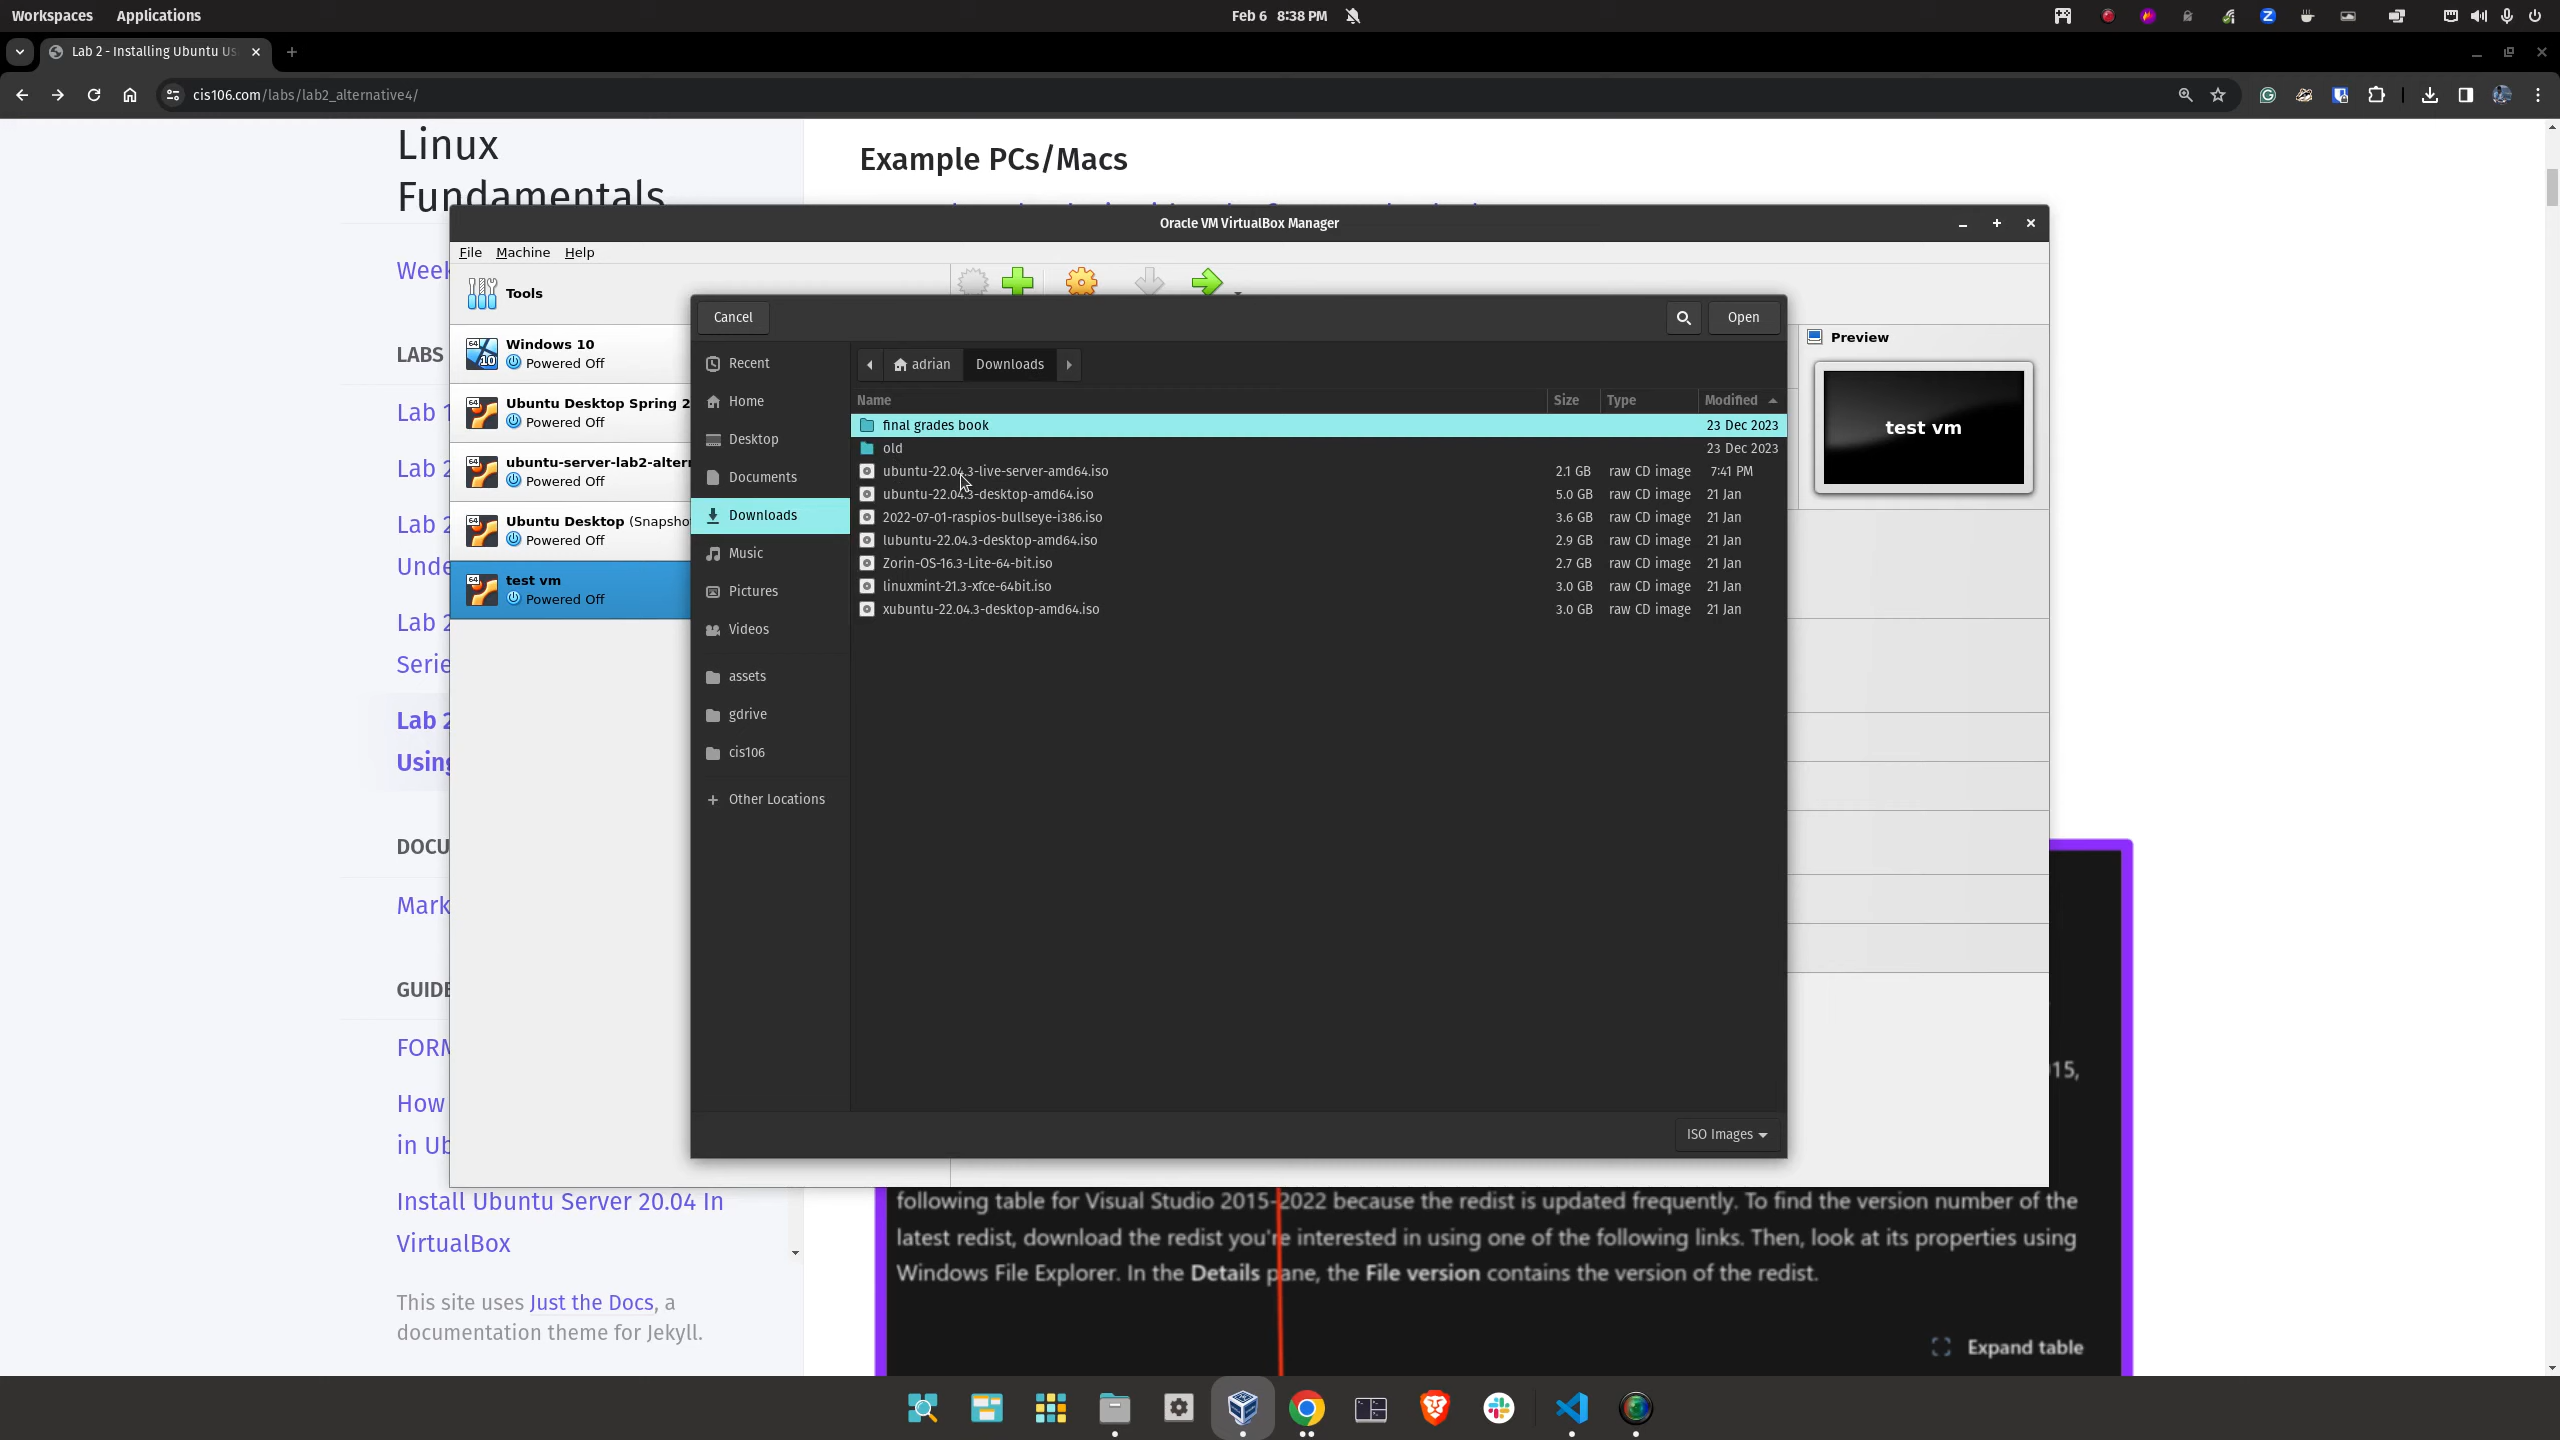 Workspaces Applications Feb 6 8:38 PM
Lab 2 - Installing Ubuntu Us
cis106.com/labs/lab2_alternative4/
Linux
Fundamentals
Week
LABS
Lab 1
Lab 2
Lab 2
Unde
Lab 2
Serie
Lab 2
Using
DOCU
Mark
GUIDE
FORM
How
in Ub
Install Ubuntu Server 20.04 In
VirtualBox
This site uses Just the Docs, a
documentation theme for Jekyll.
Example PCs/Macs
Oracle VM VirtualBox Manager
File Machine Help
Tools
64
10
Windows 10
Powered Off
64
Ubuntu Desktop Spring 2
Powered Off
64
ubuntu-server-lab2-altern
Powered Off
64
Ubuntu Desktop (Snapsho
Powered Off
64
test vm
Powered Off
Preview
test vm
Cancel Open
Recent
Home
Desktop
Documents
Downloads
Music
Pictures
Videos
assets
gdrive
cis106
Other Locations
adrian Downloads
Name Size Type Modified
final grades book 23 Dec 2023
old 23 Dec 2023
ubuntu-22.04.3-live-server-amd64.iso 2.1 GB raw CD image 7:41 PM
ubuntu-22.04.3-desktop-amd64.iso 5.0 GB raw CD image 21 Jan
2022-07-01-raspios-bullseye-i386.iso 3.6 GB raw CD image 21 Jan
lubuntu-22.04.3-desktop-amd64.iso 2.9 GB raw CD image 21 Jan
Zorin-OS-16.3-Lite-64-bit.iso 2.7 GB raw CD image 21 Jan
linuxmint-21.3-xfce-64bit.iso 3.0 GB raw CD image 21 Jan
xubuntu-22.04.3-desktop-amd64.iso 3.0 GB raw CD image 21 Jan
ISO Images
15,
following table for Visual Studio 2015-2022 because the redist is updated frequently. To find the version number of the
latest redist, download the redist you're interested in using one of the following links. Then, look at its properties using
Windows File Explorer. In the Details pane, the File version contains the version of the redist.
Expand table